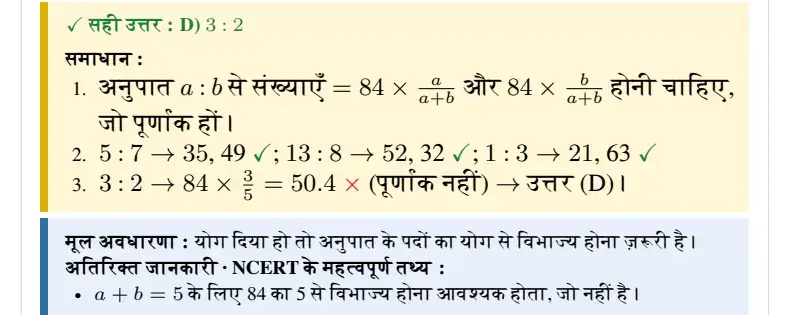 ✓ सही उत्तर : D) 3 : 2
समाधान :
1. अनुपात a : b से संख्याएँ = 84 × a/(a+b) और 84 × b/(a+b) होनी चाहिए,
जो पूर्णांक हों।
2. 5 : 7 → 35, 49 ✓; 13 : 8 → 52, 32 ✓; 1 : 3 → 21, 63 ✓
3. 3 : 2 → 84 × 3/5 = 50.4 × (पूर्णांक नहीं) → उत्तर (D)।
मूल अवधारणा : योग दिया हो तो अनुपात के पदों का योग से विभाज्य होना ज़रूरी है।
अतिरिक्त जानकारी · NCERT के महत्वपूर्ण तथ्य :
• a + b = 5 के लिए 84 का 5 से विभाज्य होना आवश्यक होता, जो नहीं है।